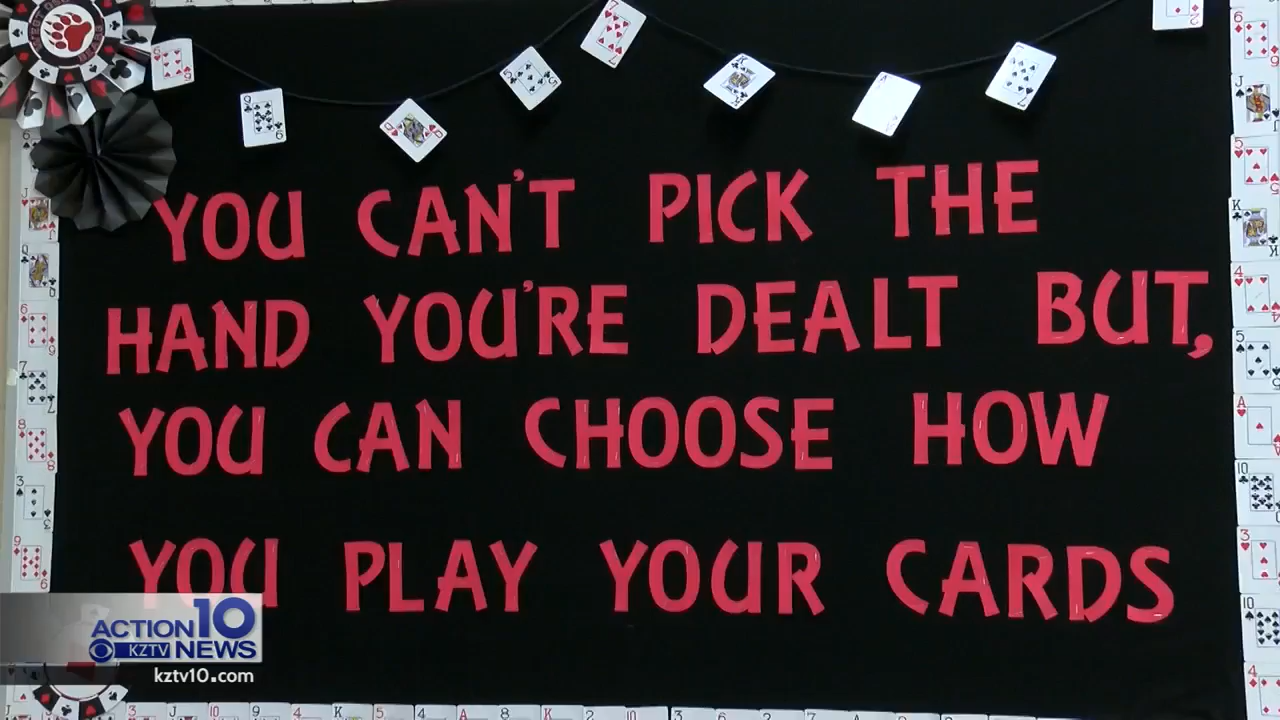 YOU CAN'T PICK THE
HAND YOU'RE DEALT BUT,
YOU CAN CHOOSE HOW
YOU PLAY YOUR CARDS
ACTION 10
KZTV NEWS
kztv10.com